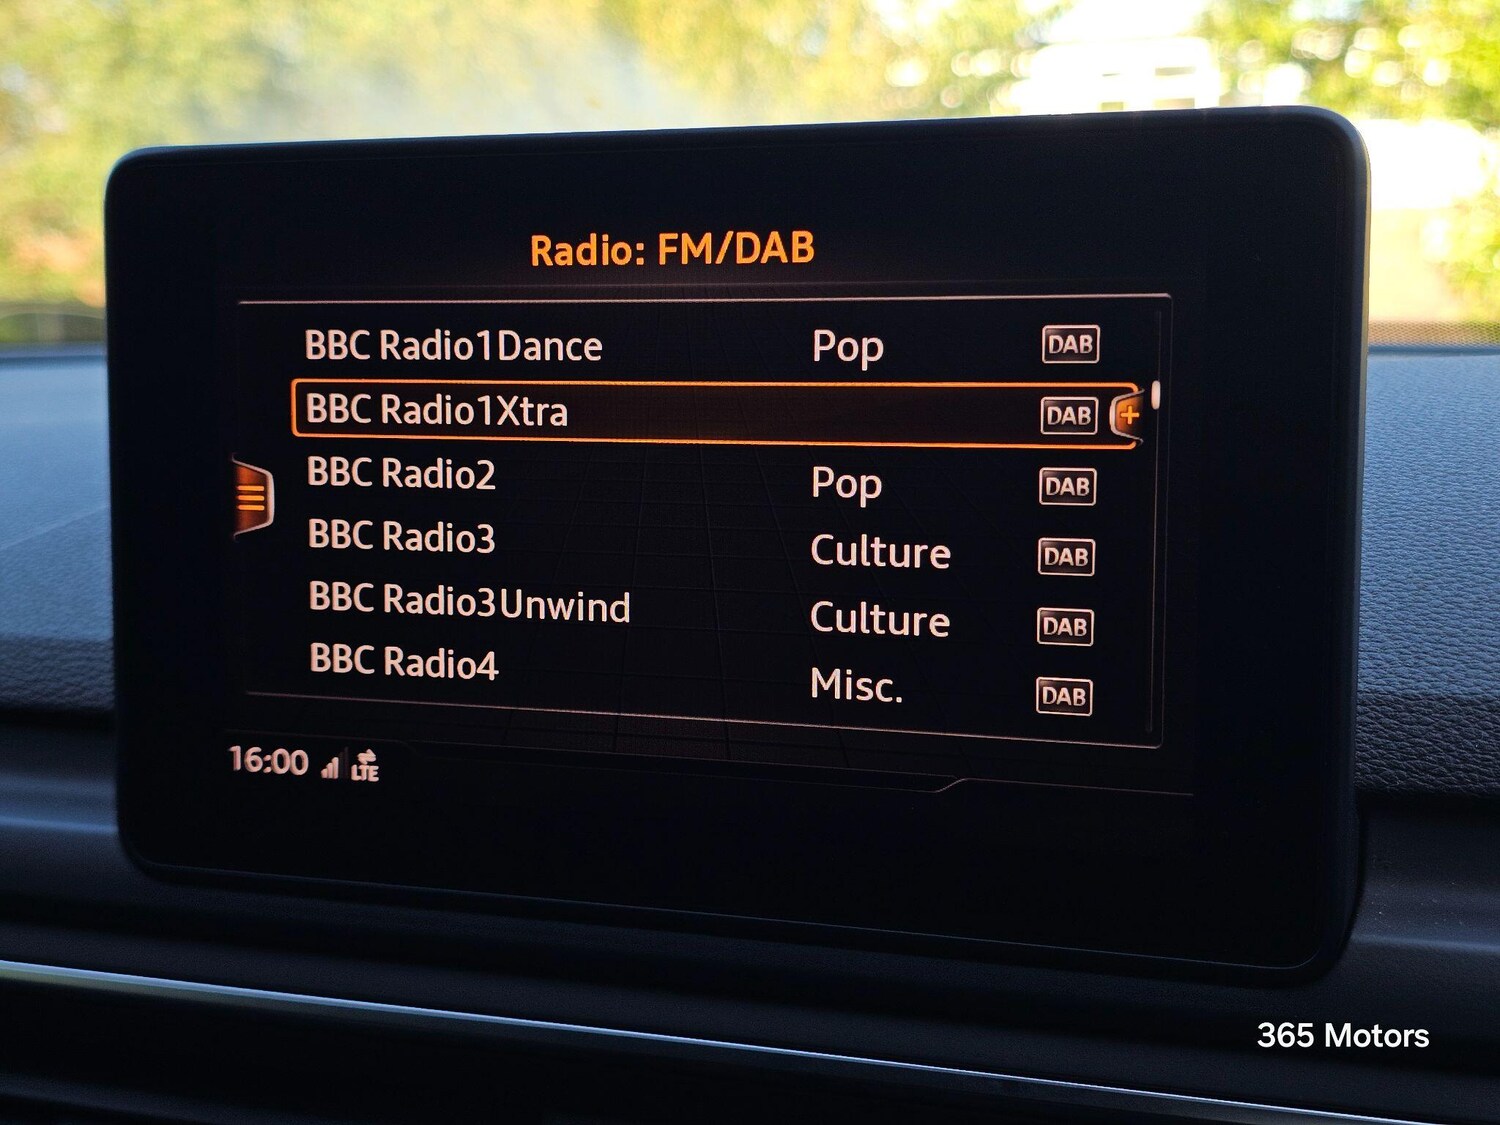 Radio: FM/DAB
BBC Radio1Dance Pop DAB
BBC Radio1Xtra DAB +
BBC Radio2 Pop DAB
BBC Radio3 Culture DAB
BBC Radio3Unwind Culture DAB
BBC Radio4 Misc. DAB
16:00 LTE
365 Motors